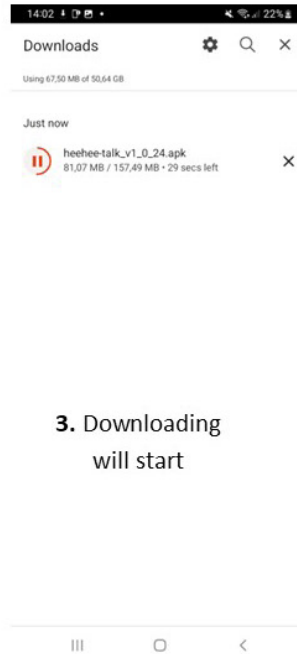 14:02
22%
Downloads
Using 67,50 MB of 50,64 GB
Just now
heehee-talk_v1_0_24.apk
81,07 MB / 157,49 MB • 29 secs left
3. Downloading
will start